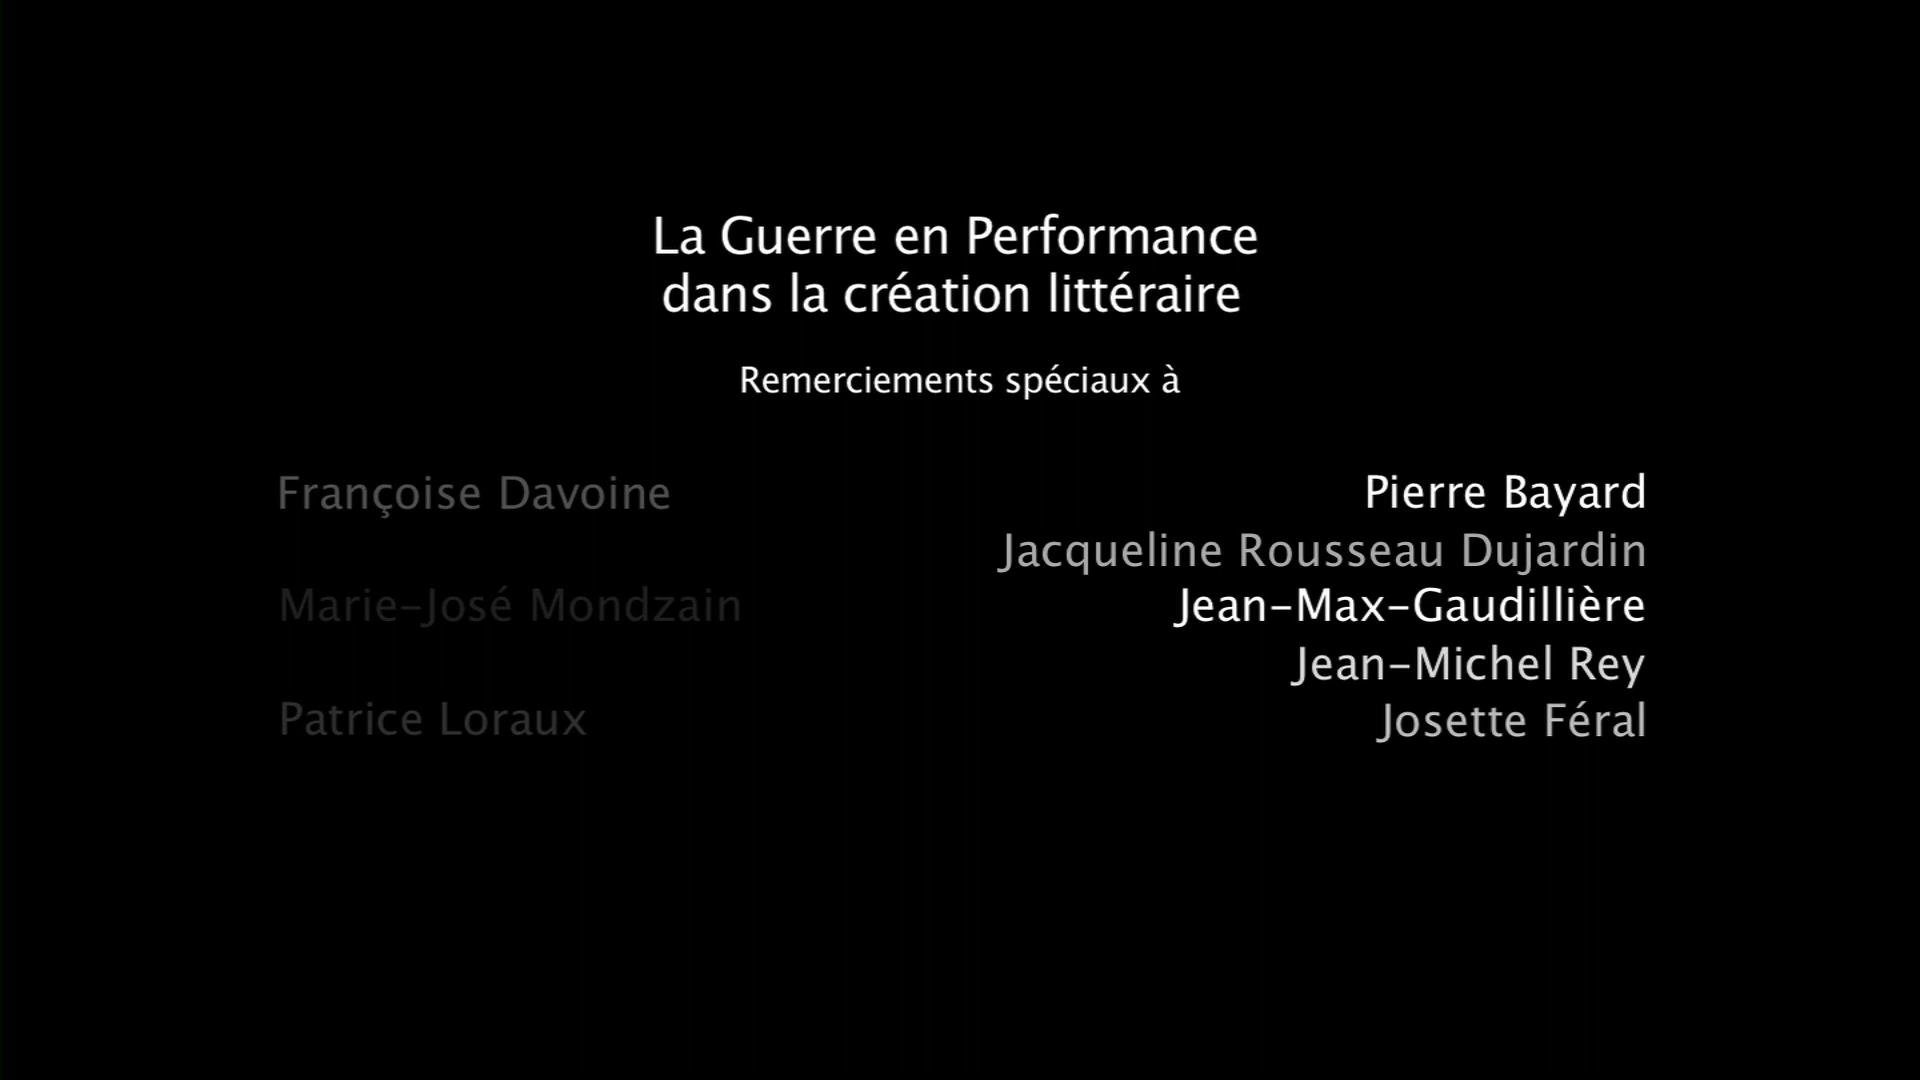 La Guerre en Performance
dans la création littéraire
Remerciements spéciaux à
Françoise Davoine
Pierre Bayard
Jacqueline Rousseau Dujardin
Marie-José Mondzain
Jean-Max-Gaudillière
Jean-Michel Rey
Patrice Loraux
Josette Féral